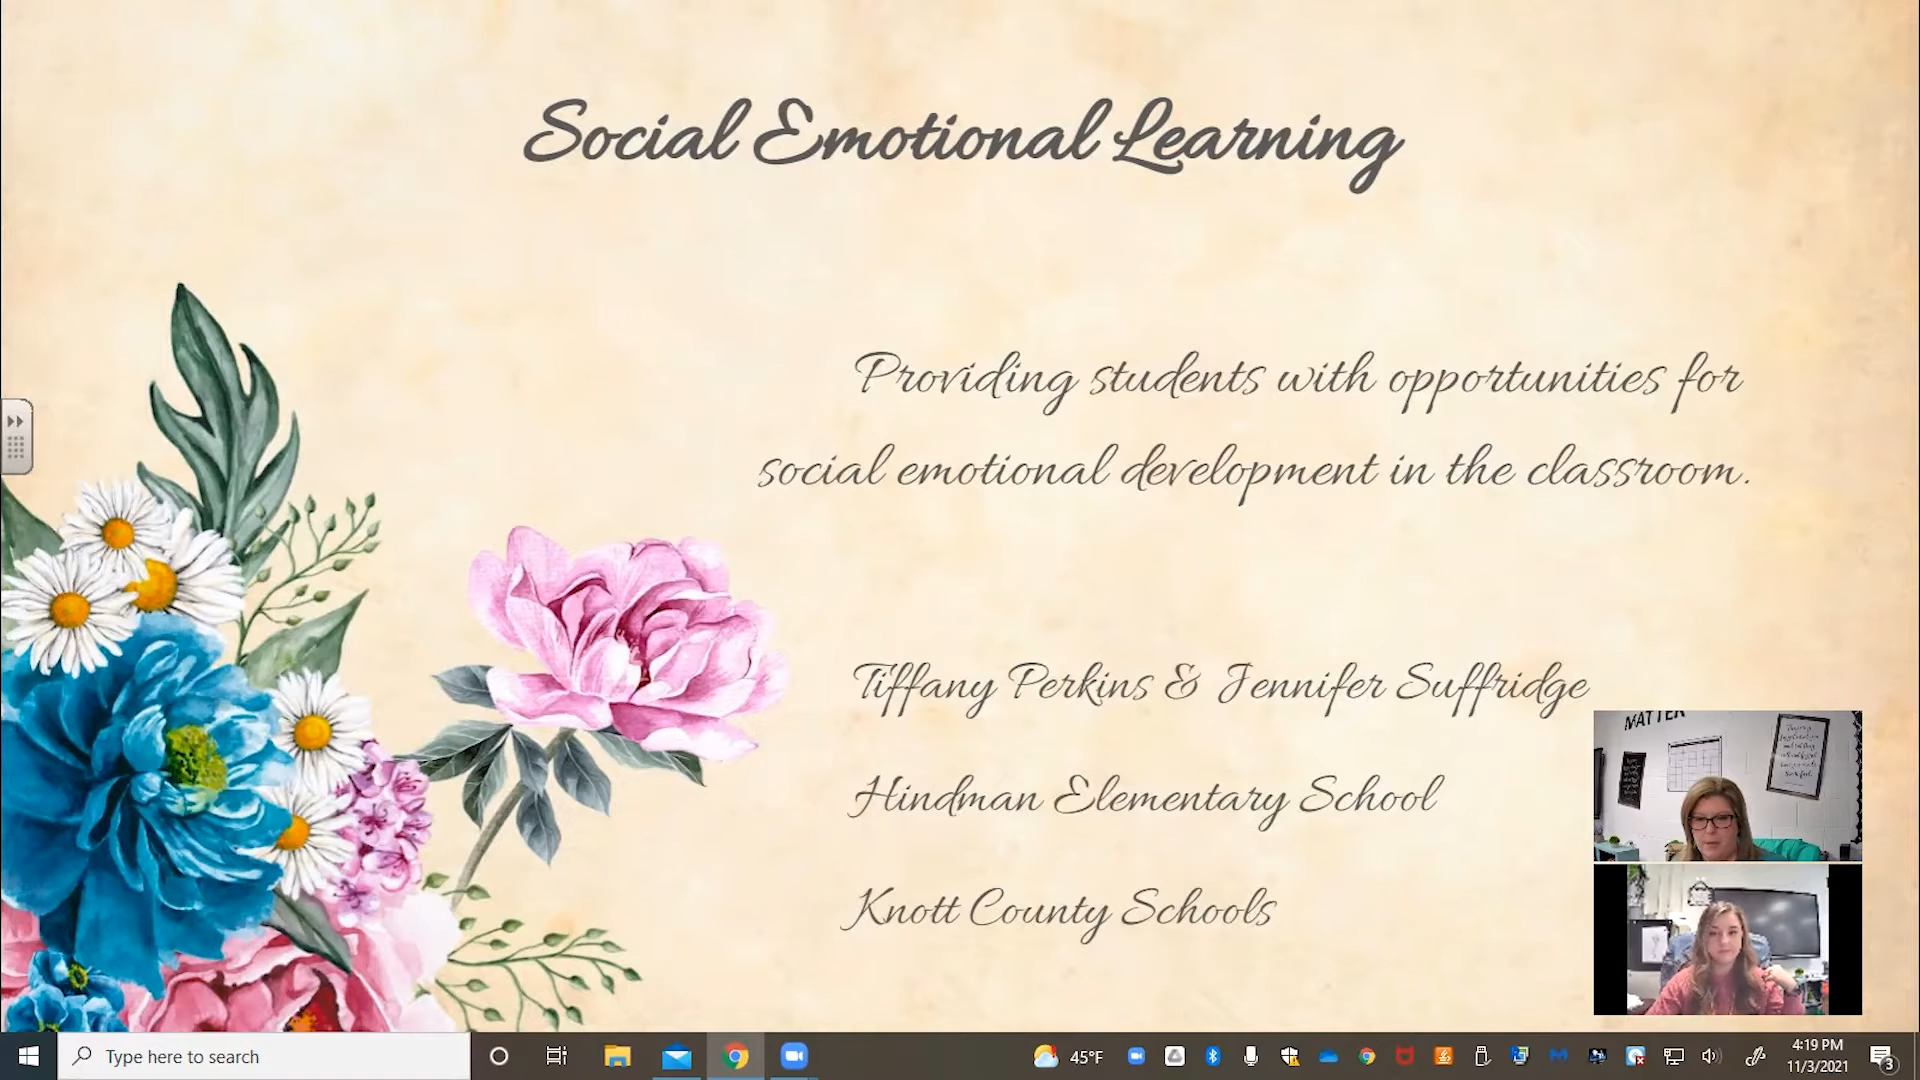 Social Emotional Learning
Providing students with opportunities for
social emotional development in the classroom.
Tiffany Perkins & Jennifer Suffridge
Hindman Elementary School
Knott County Schools
MATTER
Type here to search
45°F
4:19 PM
11/3/2021
3